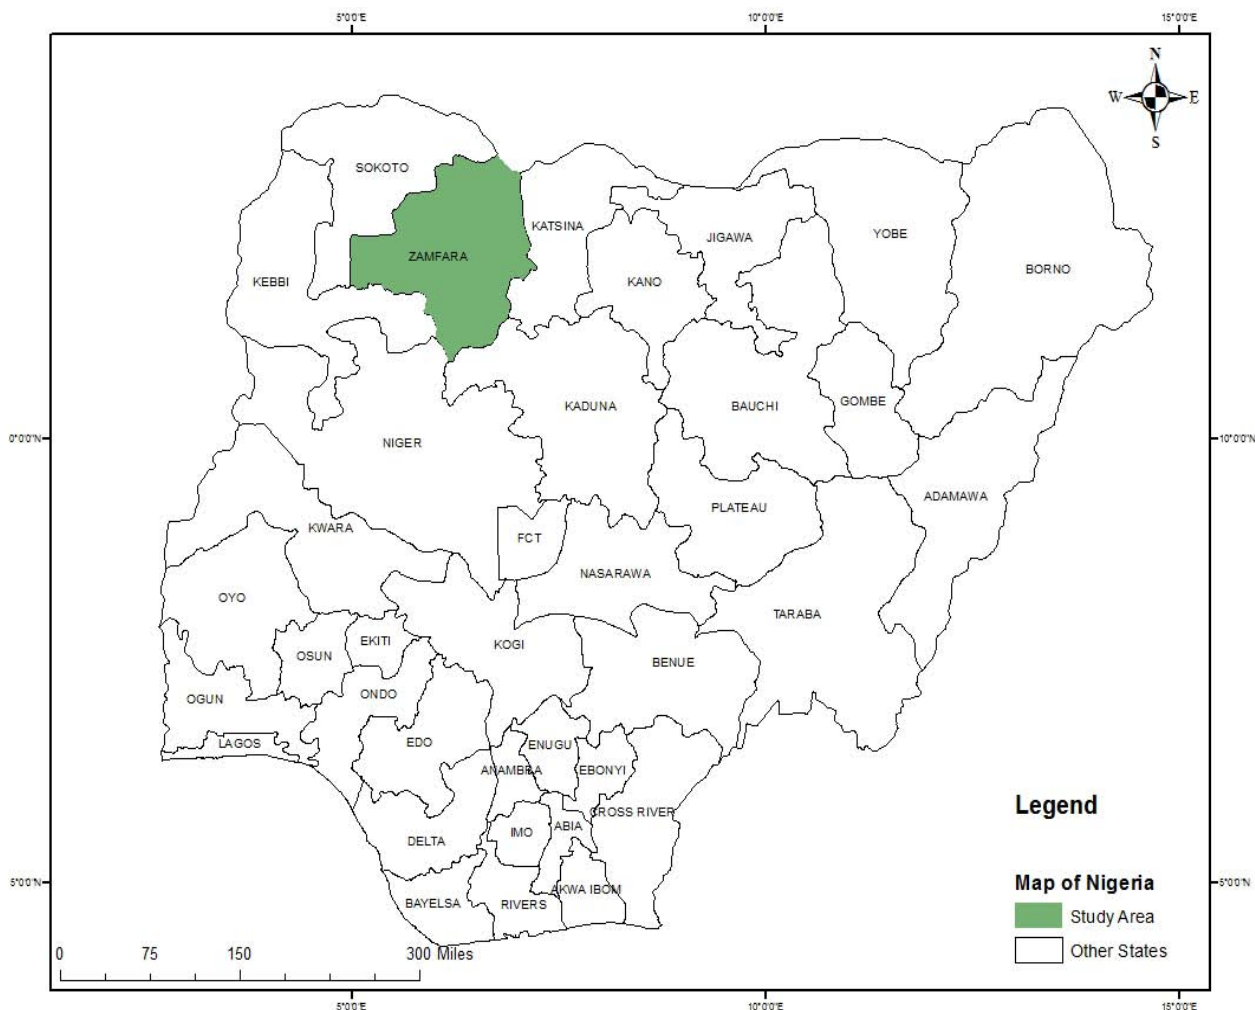 5°0'0"E 10°0'0"E 15°0'0"E
N
W E
S
SOKOTO
KATSINA
ZAMFARA
JIGAWA
YOBE
KEBBI
KANO
BORNO
KADUNA
BAUCHI
GOMBE
NIGER
0°0'0"N 10°0'0"N
ADAMAWA
PLATEAU
KWARA
FCT
NASARAWA
OYO
TARABA
EKITI
OSUN
KOGI
BENUE
OGUN
ONDO
LAGOS
EDO
ENUGU
ANAMBRA
EBONYI
CROSS RIVER
DELTA
IMO
ABIA
AKWA IBOM
BAYELSA
RIVERS
Legend
Map of Nigeria
Study Area
Other States
5°0'0"N 5°0'0"N
0 75 150 300 Miles
5°0'0"E 10°0'0"E 15°0'0"E